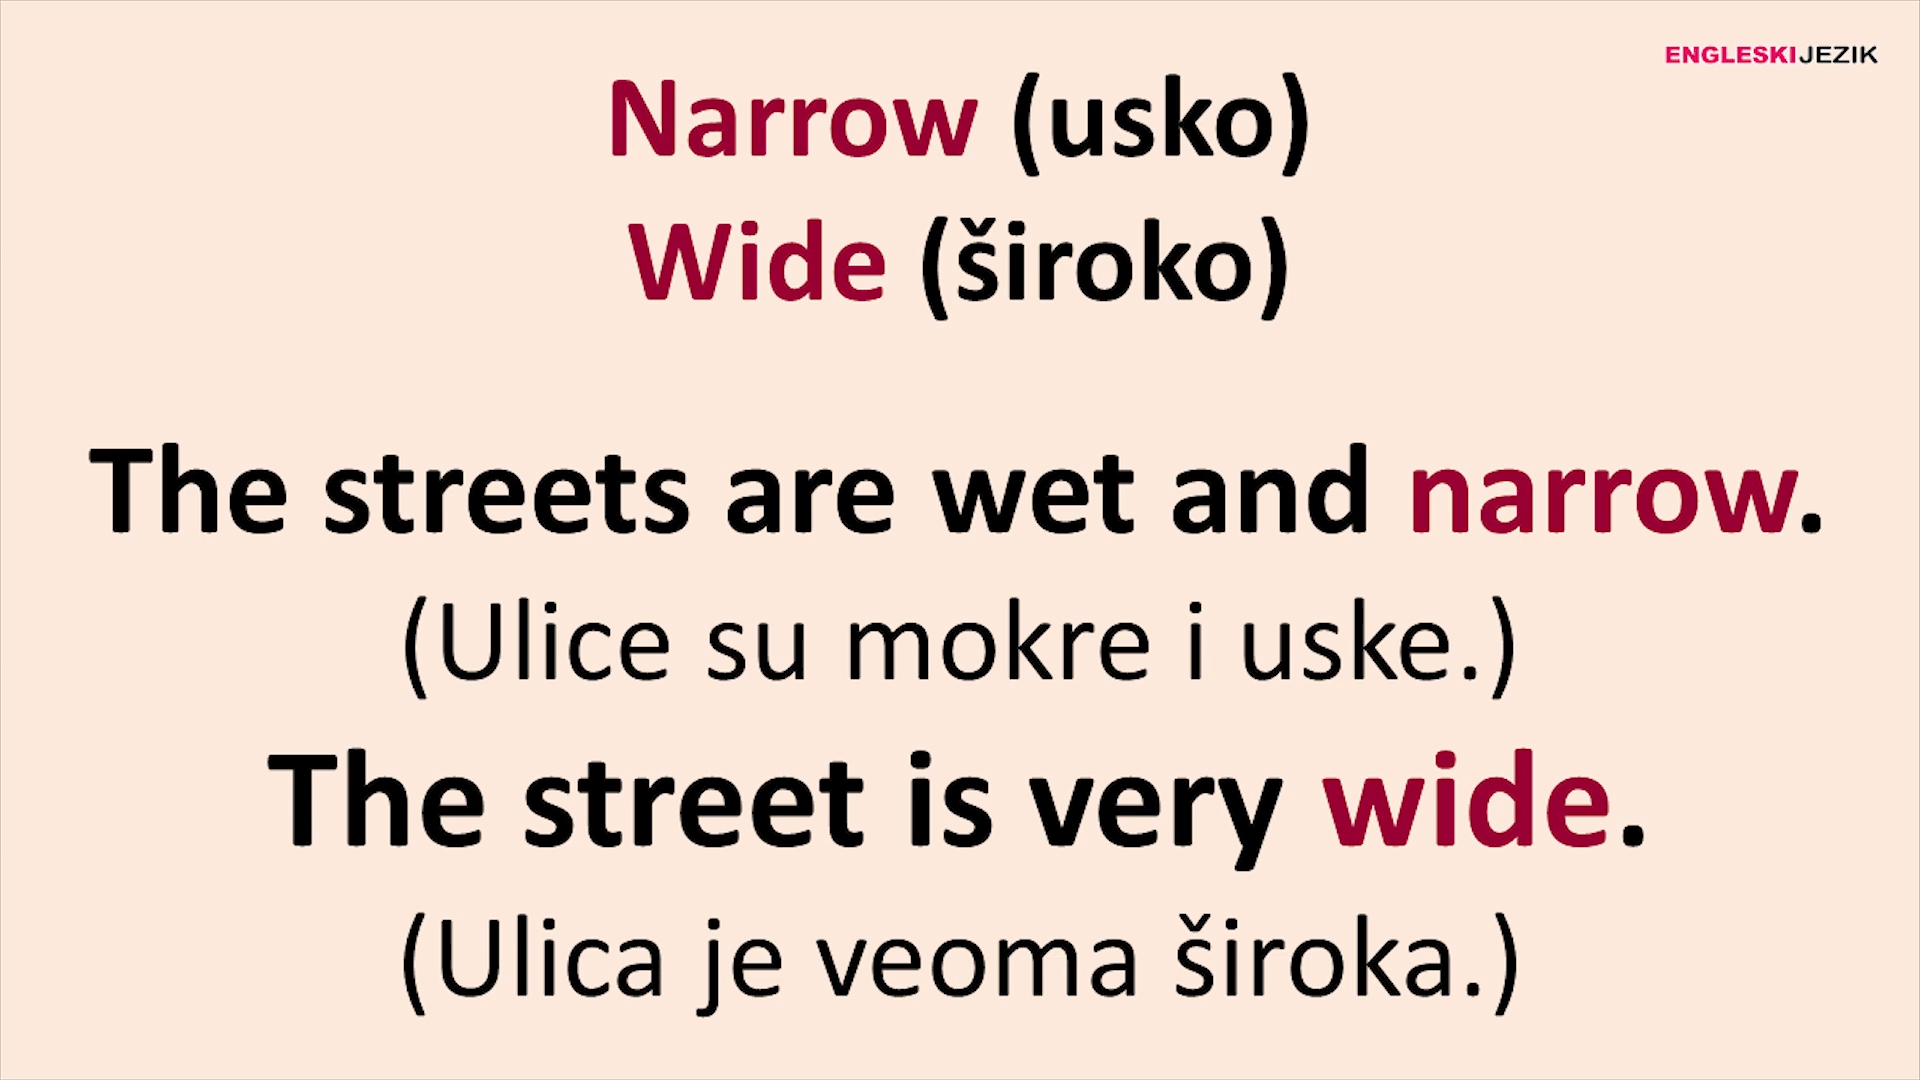 ENGLESKIJEZIK
Narrow (usko)
Wide (široko)
The streets are wet and narrow.
(Ulice su mokre i uske.)
The street is very wide.
(Ulica je veoma široka.)